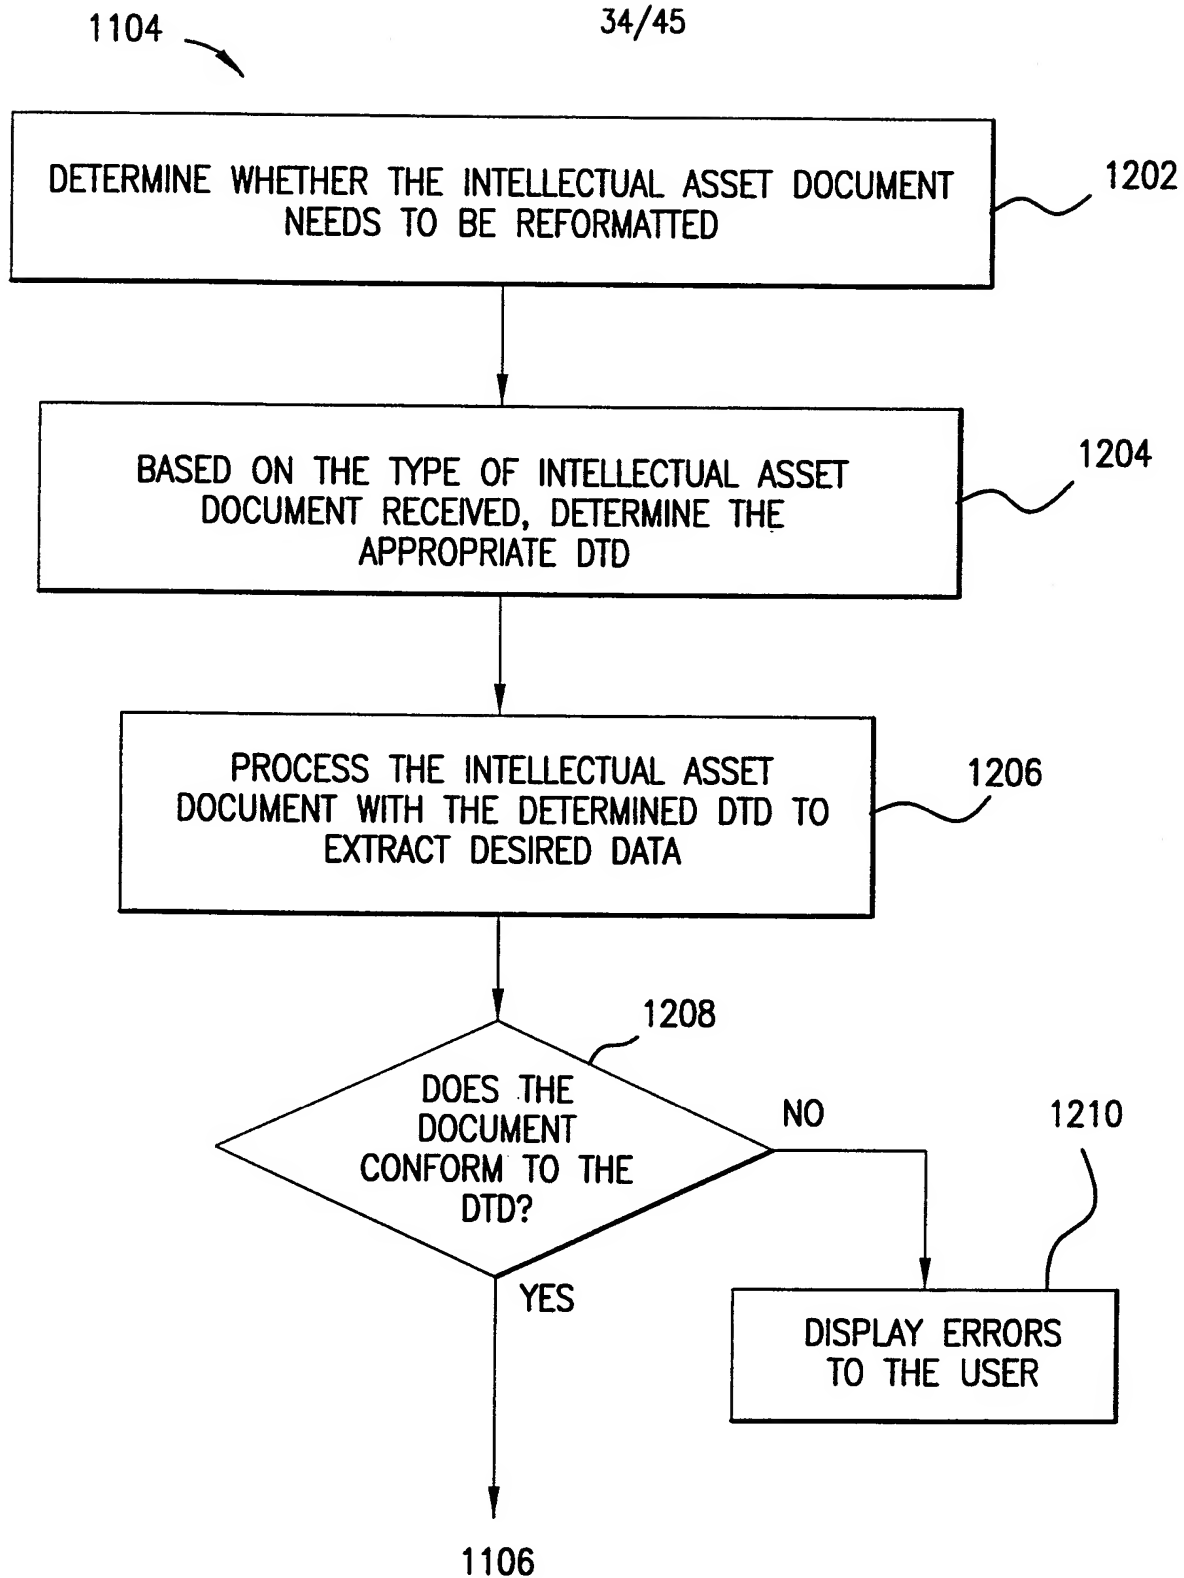 1104
34/45
DETERMINE WHETHER THE INTELLECTUAL ASSET DOCUMENT
NEEDS TO BE REFORMATTED
1202
BASED ON THE TYPE OF INTELLECTUAL ASSET
DOCUMENT RECEIVED, DETERMINE THE
APPROPRIATE DTD
1204
PROCESS THE INTELLECTUAL ASSET
DOCUMENT WITH THE DETERMINED DTD TO
EXTRACT DESIRED DATA
1206
1208
DOES THE
DOCUMENT
CONFORM TO THE
DTD?
NO
1210
YES
DISPLAY ERRORS
TO THE USER
1106